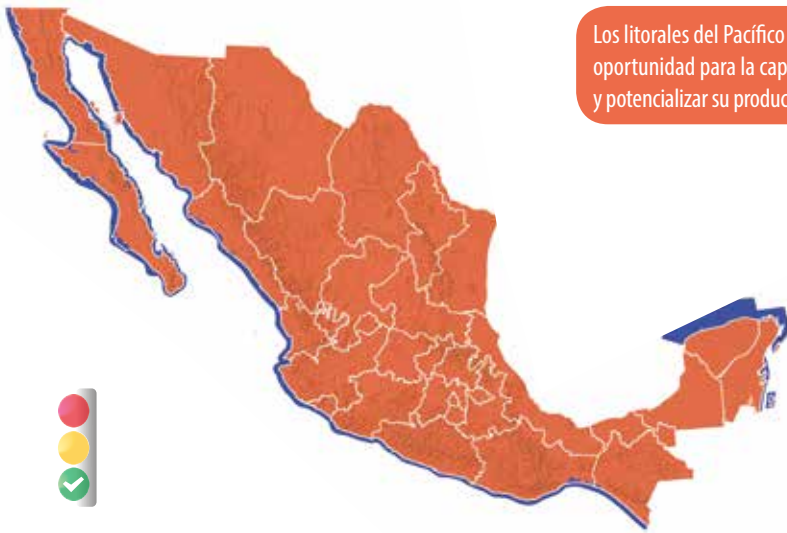 Los litorales del Pacífico
oportunidad para la cap
y potencializar su produc